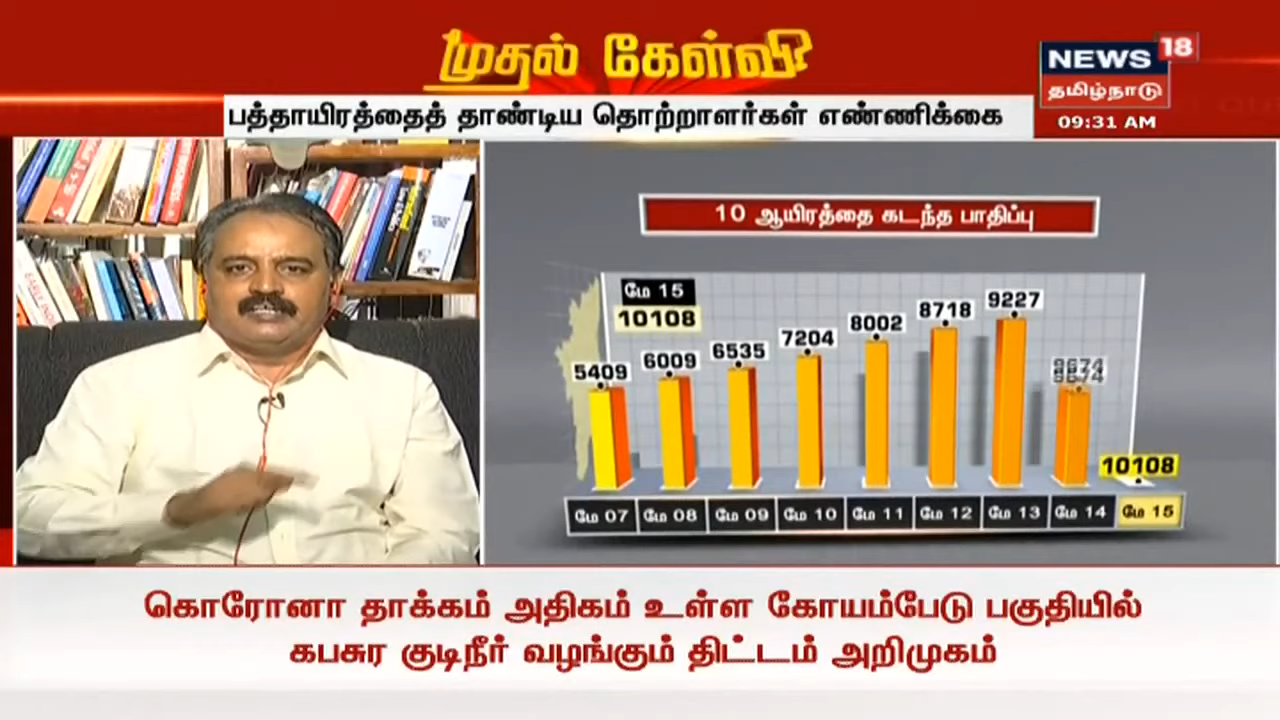 முதல் கேள்வி?
NEWS 18
தமிழ்நாடு
09:31 AM
பத்தாயிரத்தைத் தாண்டிய தொற்றாளர்கள் எண்ணிக்கை
10 ஆயிரத்தை கடந்த பாதிப்பு
மே 15
10108
5409
6009
6535
7204
8002
8718
9227
10108
மே 07
மே 08
மே 09
மே 10
மே 11
மே 12
மே 13
மே 14
மே 15
கொரோனா தாக்கம் அதிகம் உள்ள கோயம்பேடு பகுதியில்
கபசுர குடிநீர் வழங்கும் திட்டம் அறிமுகம்